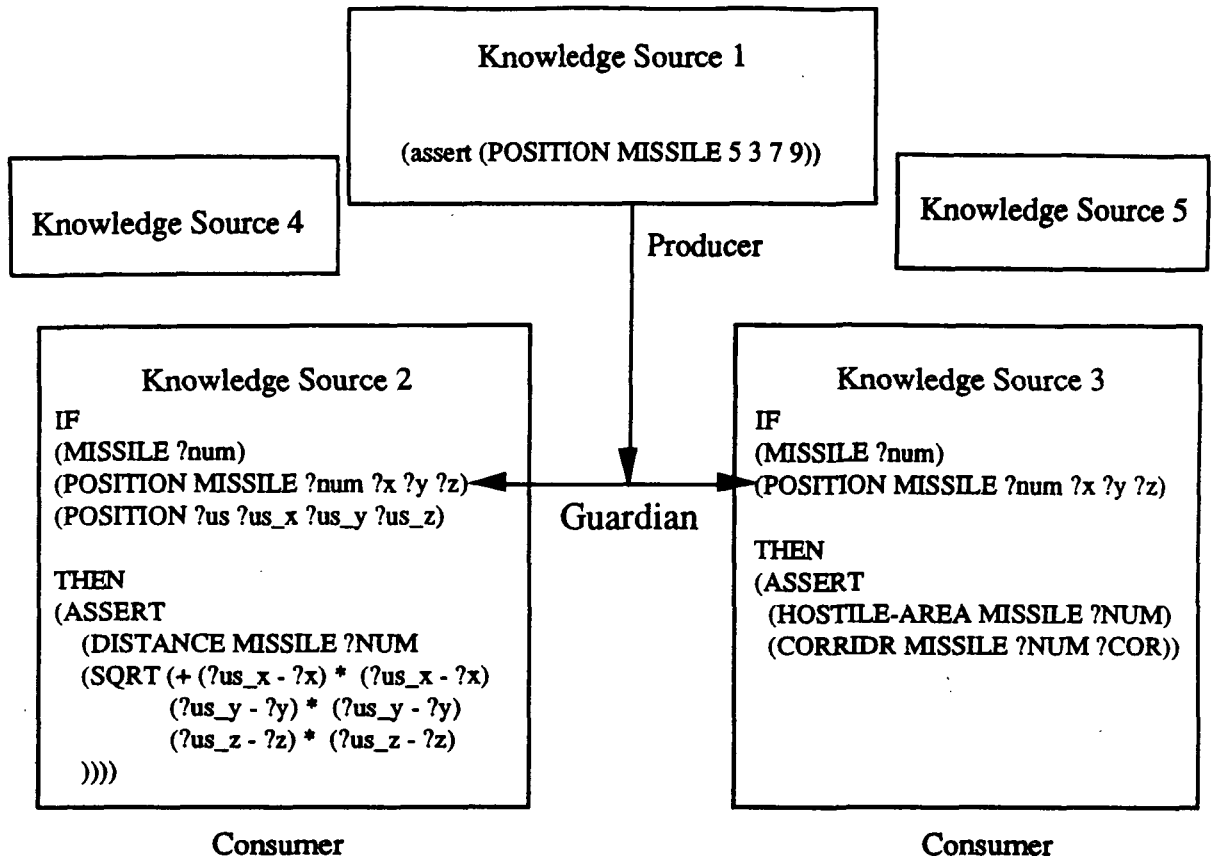 Knowledge Source 1
(assert (POSITION MISSILE 5 3 7 9))
Knowledge Source 4
Knowledge Source 5
Producer
Knowledge Source 2
IF
(MISSILE ?num)
(POSITION MISSILE ?num ?x ?y ?z)
(POSITION ?us ?us_x ?us_y ?us_z)
THEN
(ASSERT
(DISTANCE MISSILE ?NUM
(SQRT (+ (?us_x - ?x) * (?us_x - ?x)
(?us_y - ?y) * (?us_y - ?y)
(?us_z - ?z) * (?us_z - ?z)
))))
Consumer
Guardian
Knowledge Source 3
IF
(MISSILE ?num)
(POSITION MISSILE ?num ?x ?y ?z)
THEN
(ASSERT
(HOSTILE-AREA MISSILE ?NUM)
(CORRIDR MISSILE ?NUM ?COR))
Consumer